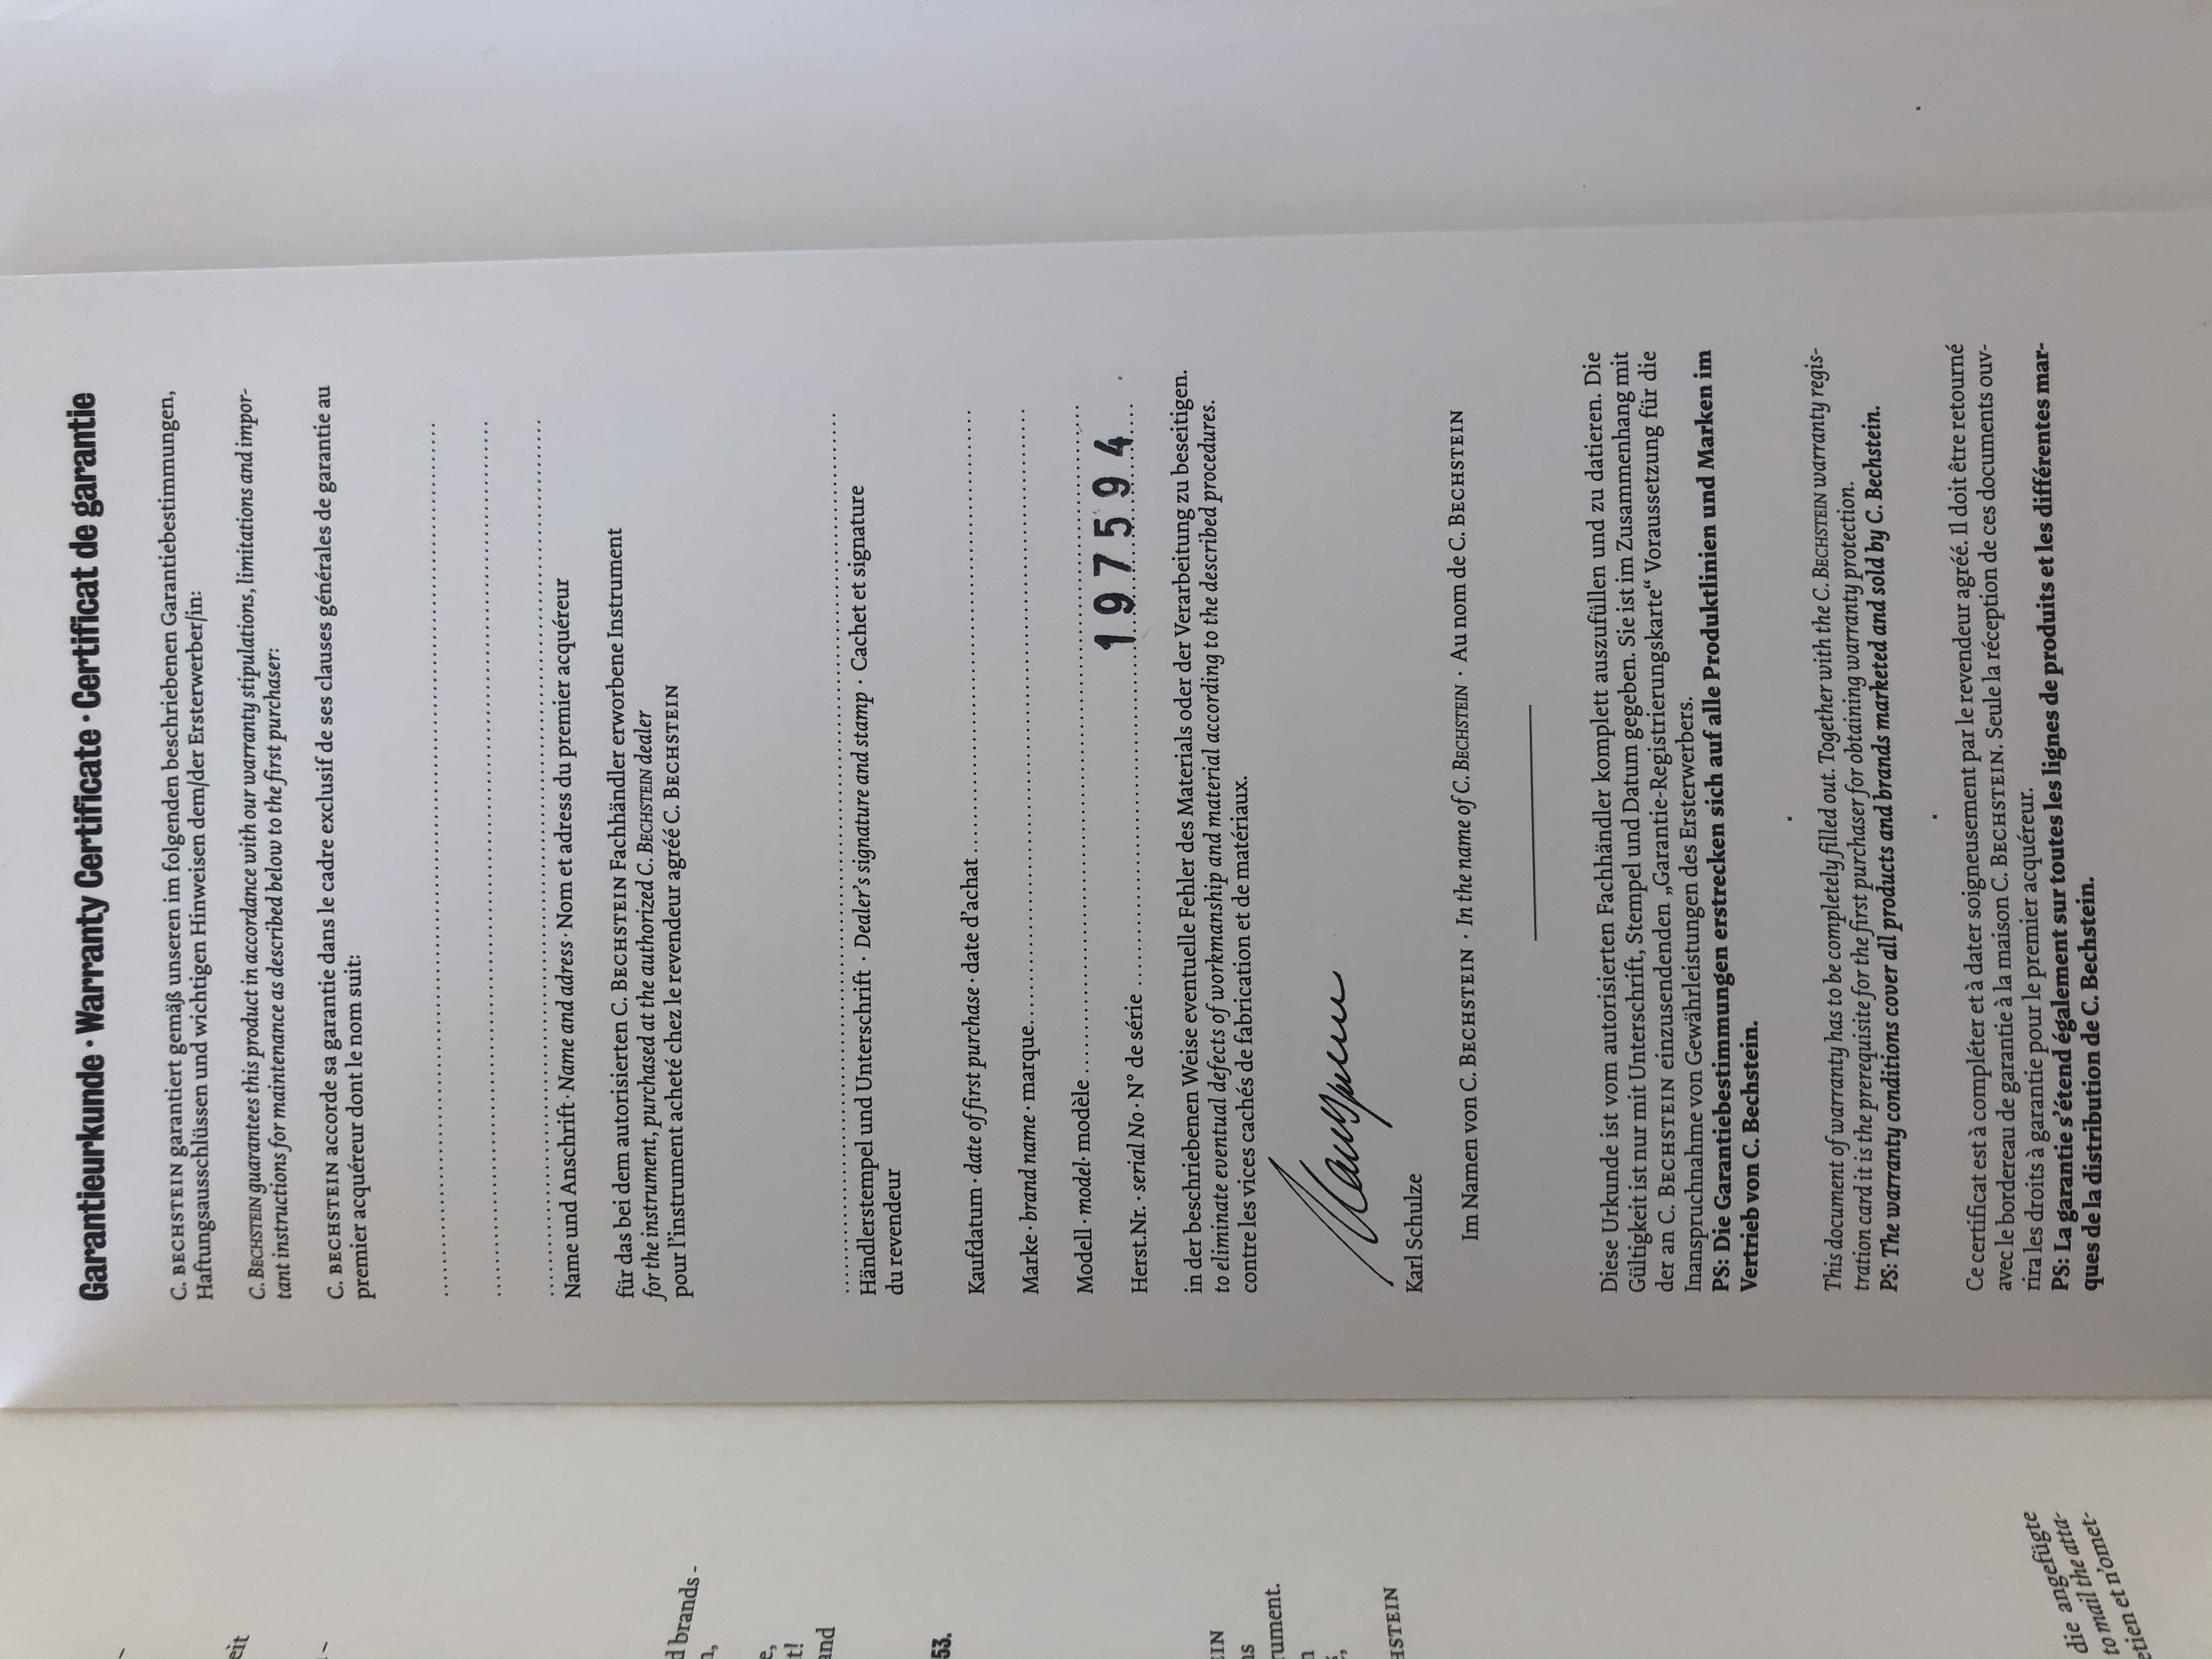 Garantieurkunde · Warranty Certificate · Certificat de garantie
C. BECHSTEIN garantiert gemäß unseren im folgenden beschriebenen Garantiebestimmungen,
Haftungsausschlüssen und wichtigen Hinweisen dem/der Ersterwerber/in:
C. BECHSTEIN guarantees this product in accordance with our warranty stipulations, limitations and impor-
tant instructions for maintenance as described below to the first purchaser:
C. BECHSTEIN accorde sa garantie dans le cadre exclusif de ses clauses générales de garantie au
premier acquéreur dont le nom suit:
Name und Anschrift · Name and adress · Nom et adress du premier acquéreur
für das bei dem autorisierten C. BECHSTEIN Fachhändler erworbene Instrument
for the instrument, purchased at the authorized C. BECHSTEIN dealer
pour l'instrument acheté chez le revendeur agréé C. BECHSTEIN
Händlerstempel und Unterschrift · Dealer's signature and stamp · Cachet et signature
du revendeur
Kaufdatum · date of first purchase · date d'achat
Marke · brand name · marque
Modell · model · modèle
Herst.Nr. · serial No · N° de série 197594
in der beschriebenen Weise eventuelle Fehler des Materials oder der Verarbeitung zu beseitigen.
to eliminate eventual defects of workmanship and material according to the described procedures.
contre les vices cachés de fabrication et de matériaux.
Karl Schulze
Im Namen von C. BECHSTEIN · In the name of C. BECHSTEIN · Au nom de C. BECHSTEIN
Diese Urkunde ist vom autorisierten Fachhändler komplett auszufüllen und zu datieren. Die
Gültigkeit ist nur mit Unterschrift, Stempel und Datum gegeben. Sie ist im Zusammenhang mit
der an C. BECHSTEIN einzusendenden „Garantie-Registrierungskarte“ Voraussetzung für die
Inanspruchnahme von Gewährleistungen des Ersterwerbers.
PS: Die Garantiebestimmungen erstrecken sich auf alle Produktlinien und Marken im
Vertrieb von C. Bechstein.
This document of warranty has to be completely filled out. Together with the C. BECHSTEIN warranty regis-
tration card it is the prerequisite for the first purchaser for obtaining warranty protection.
PS: The warranty conditions cover all products and brands marketed and sold by C. Bechstein.
Ce certificat est à compléter et à dater soigneusement par le revendeur agréé. Il doit être retourné
avec le bordereau de garantie à la maison C. BECHSTEIN. Seule la réception de ces documents ouv-
rira les droits à garantie pour le premier acquéreur.
PS: La garantie s'étend également sur toutes les lignes de produits et les différentes mar-
ques de la distribution de C. Bechstein.
eit
d brands -
t!
and
53.
EIN
ns
rument.
HSTEIN
die angefügte
to mail the atta-
etien et n'omet-